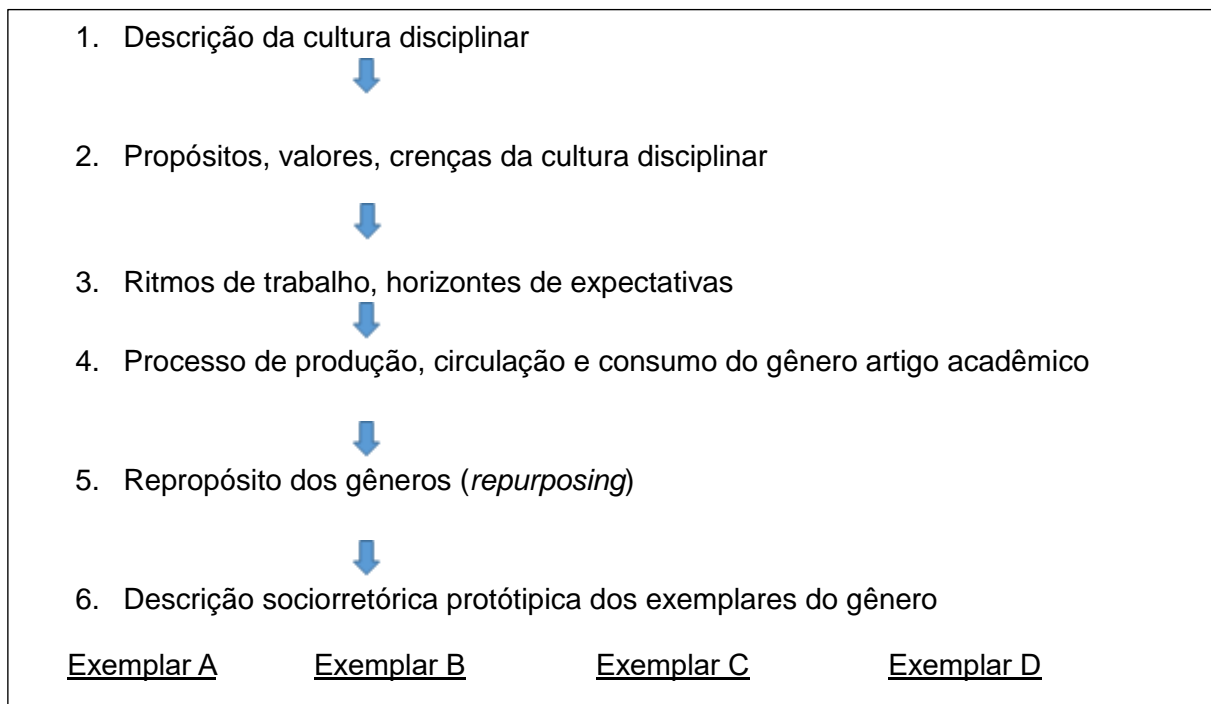 1. Descrição da cultura disciplinar
2. Propósitos, valores, crenças da cultura disciplinar
3. Ritmos de trabalho, horizontes de expectativas
4. Processo de produção, circulação e consumo do gênero artigo acadêmico
5. Repropósito dos gêneros (repurposing)
6. Descrição sociorretórica protótipica dos exemplares do gênero
Exemplar A Exemplar B Exemplar C Exemplar D